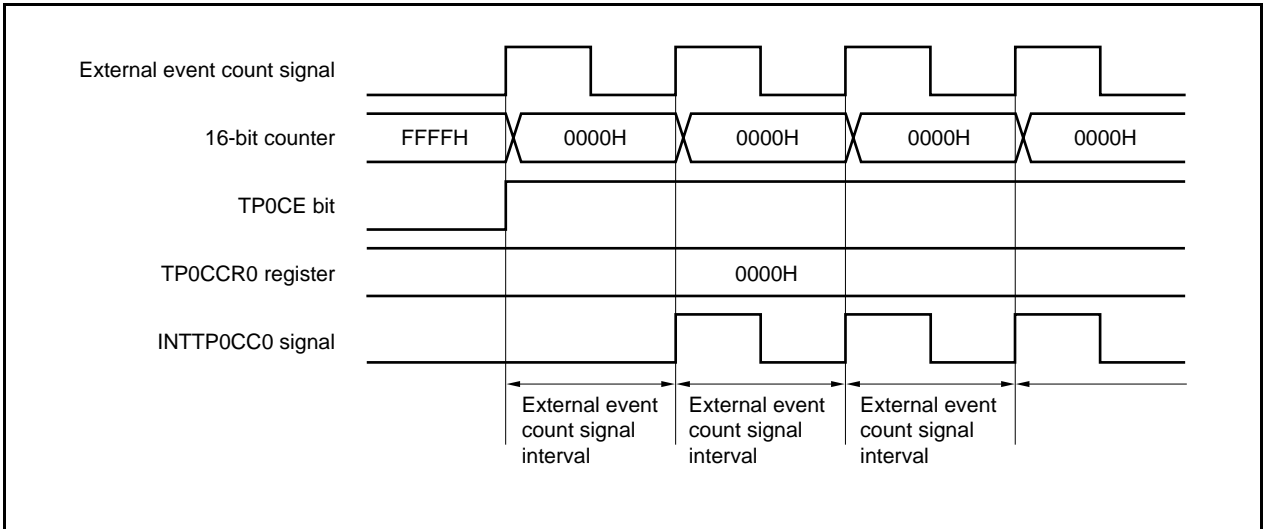 External event count signal
16-bit counter
FFFFH
0000H
0000H
0000H
0000H
TP0CE bit
TP0CCR0 register
0000H
INTTP0CC0 signal
External event
count signal
interval
External event
count signal
interval
External event
count signal
interval